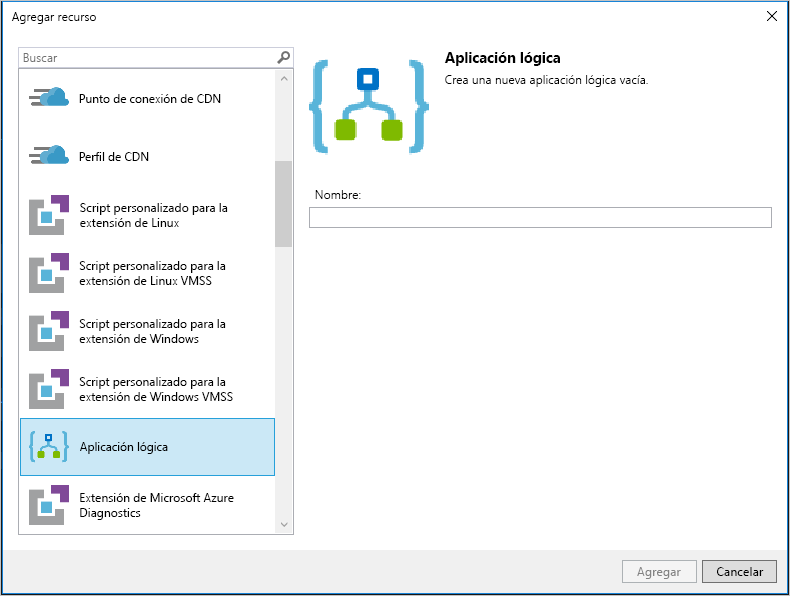 Agregar recurso
Buscar
Punto de conexión de CDN
Perfil de CDN
Script personalizado para la
extensión de Linux
Script personalizado para la
extensión de Linux VMSS
Script personalizado para la
extensión de Windows
Script personalizado para la
extensión de Windows VMSS
Aplicación lógica
Extensión de Microsoft Azure
Diagnostics
Aplicación lógica
Crea una nueva aplicación lógica vacía.
Nombre:
Agregar
Cancelar